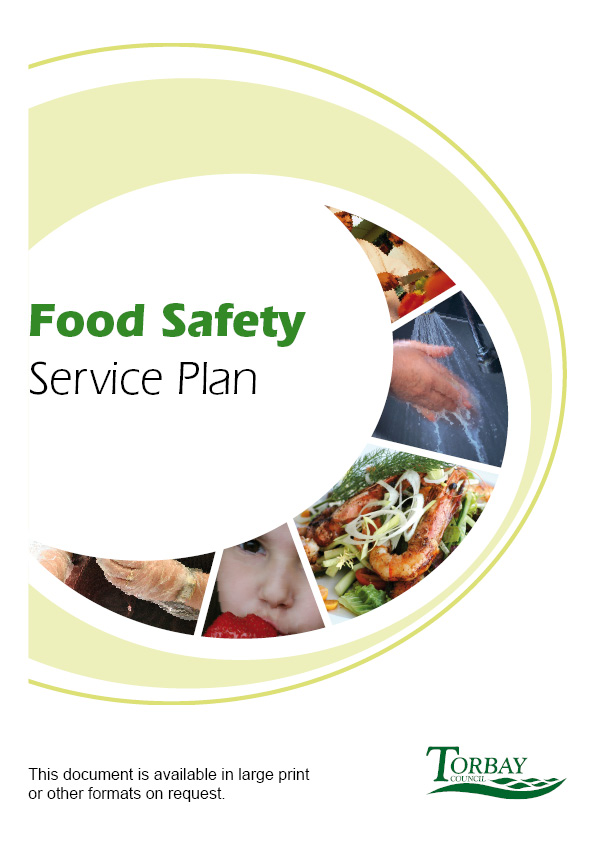 Food Safety
Service Plan
This document is available in large print
or other formats on request.
TORBAY
COUNCIL